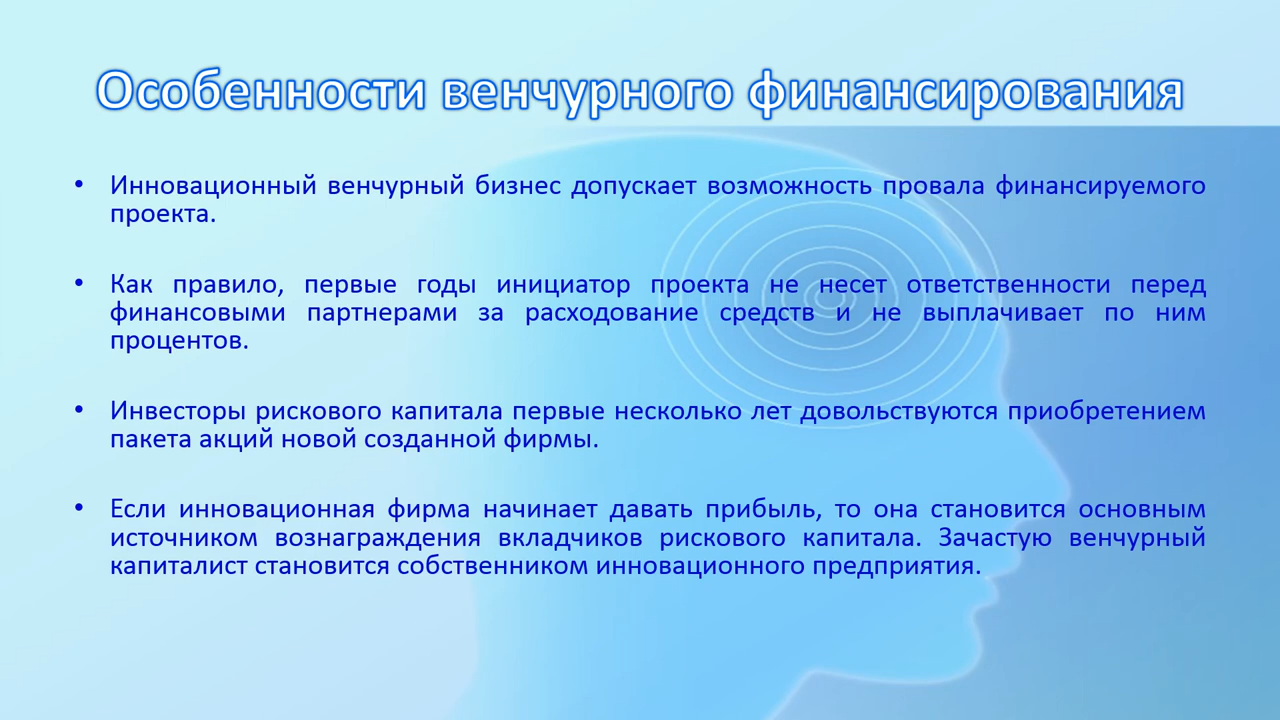 Особенности венчурного финансирования
• Инновационный венчурный бизнес допускает возможность провала финансируемого
проекта.
• Как правило, первые годы инициатор проекта не несет ответственности перед
финансовыми партнерами за расходование средств и не выплачивает по ним
процентов.
• Инвесторы рискового капитала первые несколько лет довольствуются приобретением
пакета акций новой созданной фирмы.
• Если инновационная фирма начинает давать прибыль, то она становится основным
источником вознаграждения вкладчиков рискового капитала. Зачастую венчурный
капиталист становится собственником инновационного предприятия.